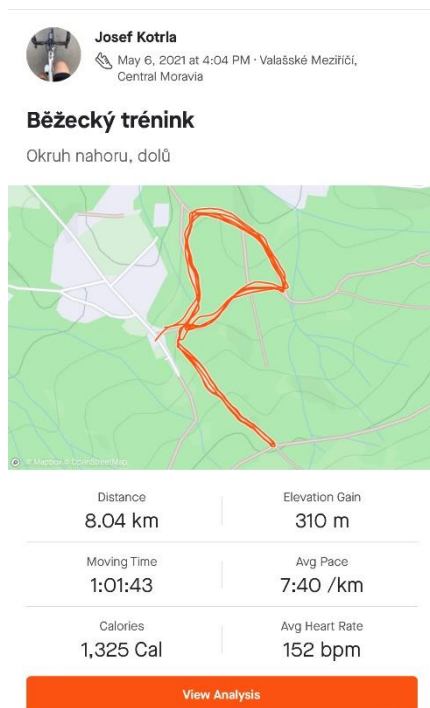 Josef Kotrla
May 6, 2021 at 4:04 PM · Valašské Meziříčí,
Central Moravia
Běžecký trénink
Okruh nahoru, dolů
© Mapbox © OpenStreetMap
Distance
8.04 km
Elevation Gain
310 m
Moving Time
1:01:43
Avg Pace
7:40 /km
Calories
1,325 Cal
Avg Heart Rate
152 bpm
View Analysis